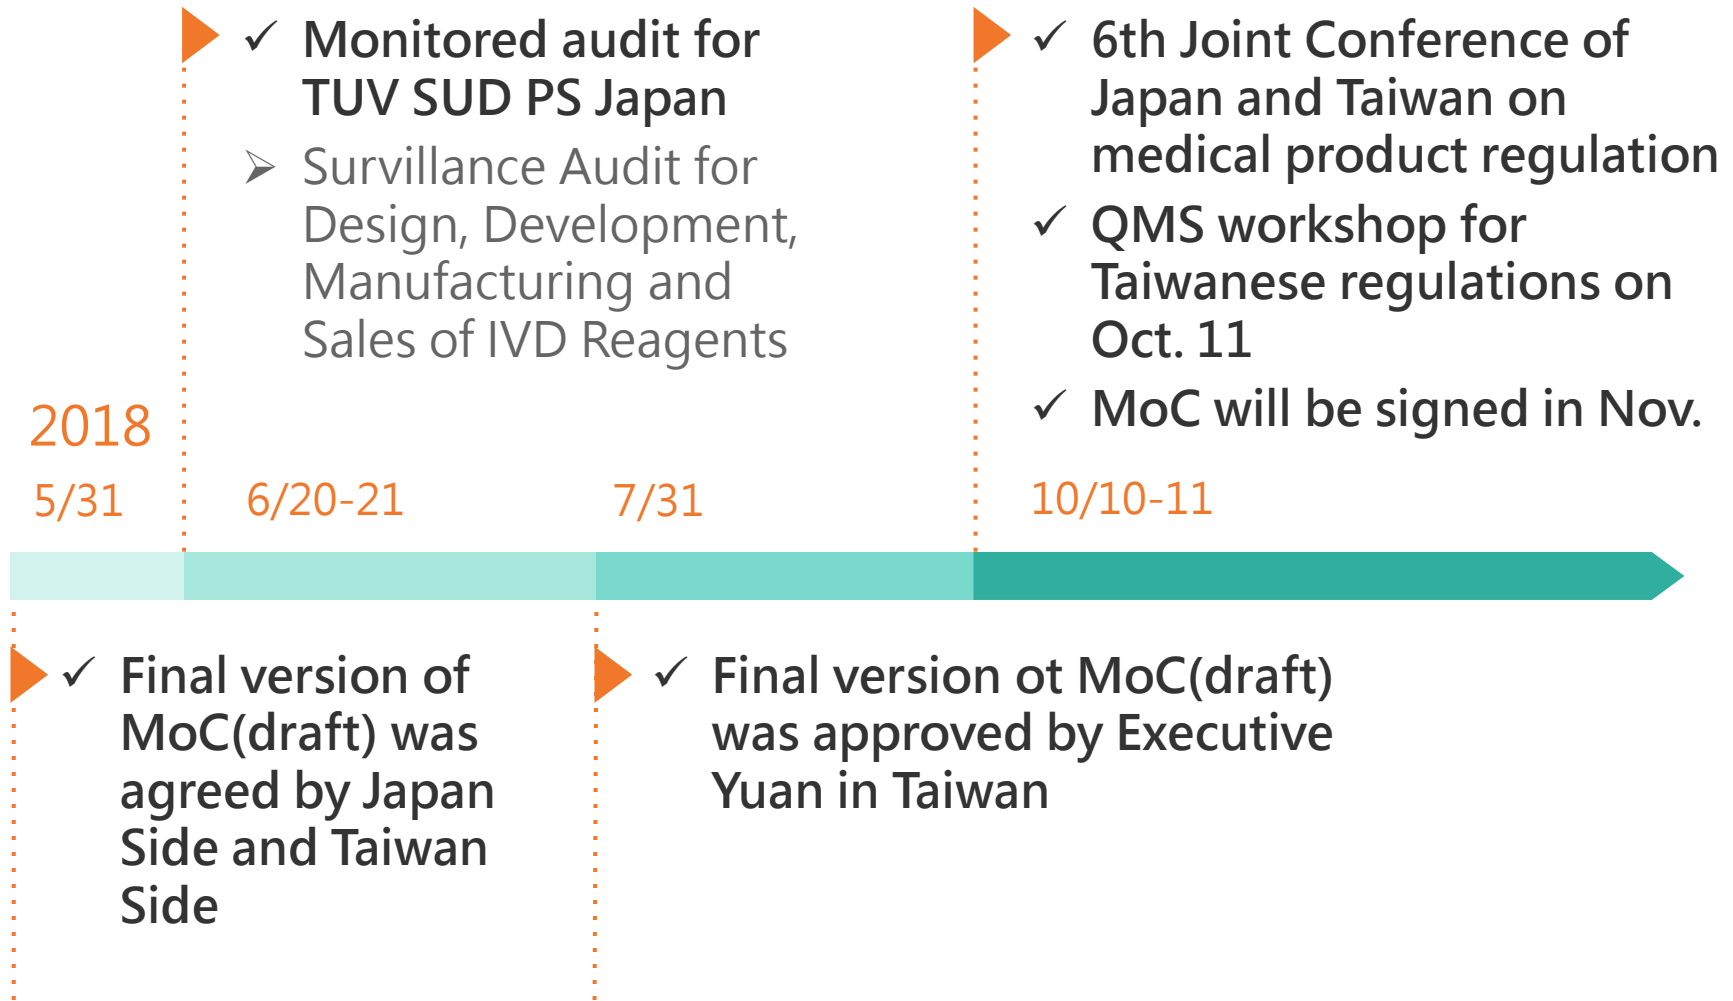 ✓ Monitored audit for
TUV SUD PS Japan
➢ Survillance Audit for
Design, Development,
Manufacturing and
Sales of IVD Reagents
✓ 6th Joint Conference of
Japan and Taiwan on
medical product regulation
✓ QMS workshop for
Taiwanese regulations on
Oct. 11
✓ MoC will be signed in Nov.
2018
5/31
6/20-21
7/31
10/10-11
✓ Final version of
MoC(draft) was
agreed by Japan
Side and Taiwan
Side
✓ Final version ot MoC(draft)
was approved by Executive
Yuan in Taiwan